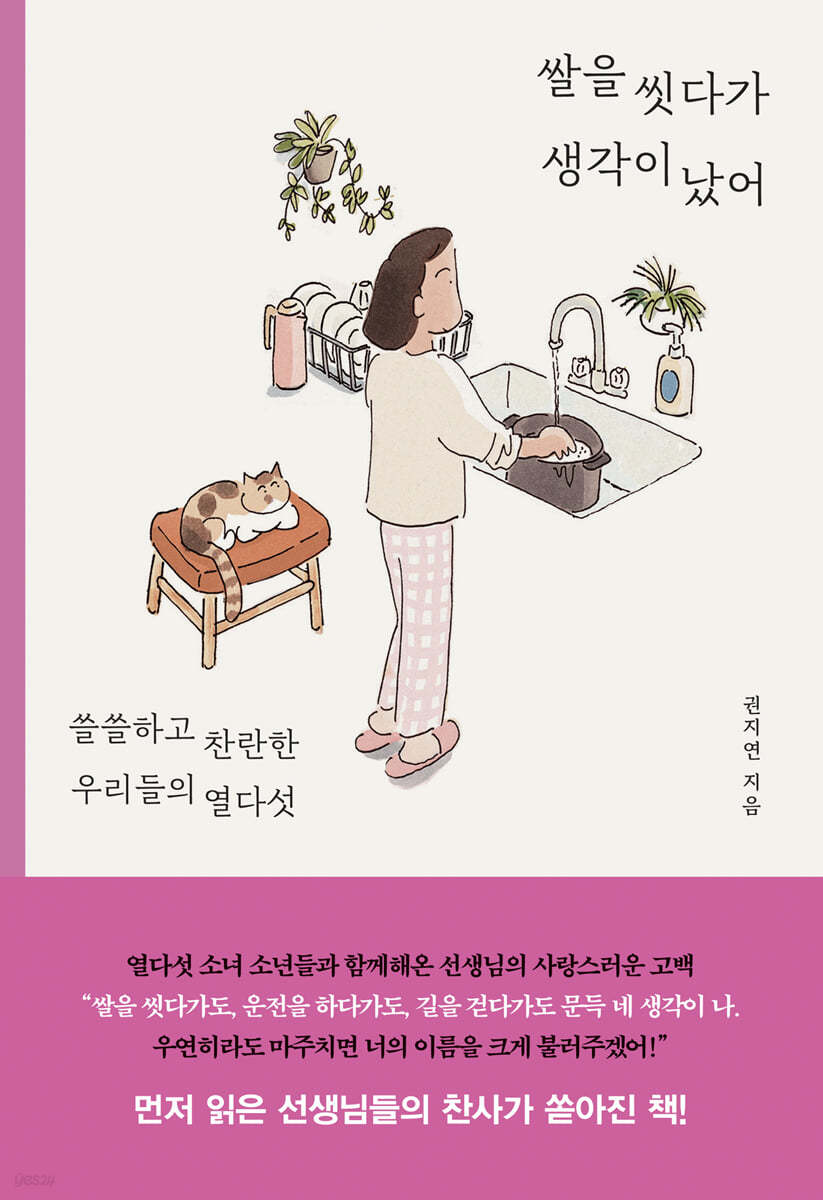 쌀을 씻다가
생각이 났어
쓸쓸하고 찬란한
우리들의 열다섯
권지연 지음
열다섯 소녀 소년들과 함께해온 선생님의 사랑스러운 고백
“쌀을 씻다가도, 운전을 하다가도, 길을 걷다가도 문득 네 생각이 나.
우연히라도 마주치면 너의 이름을 크게 불러주겠어!”
먼저 읽은 선생님들의 찬사가 쏟아진 책!
yes24